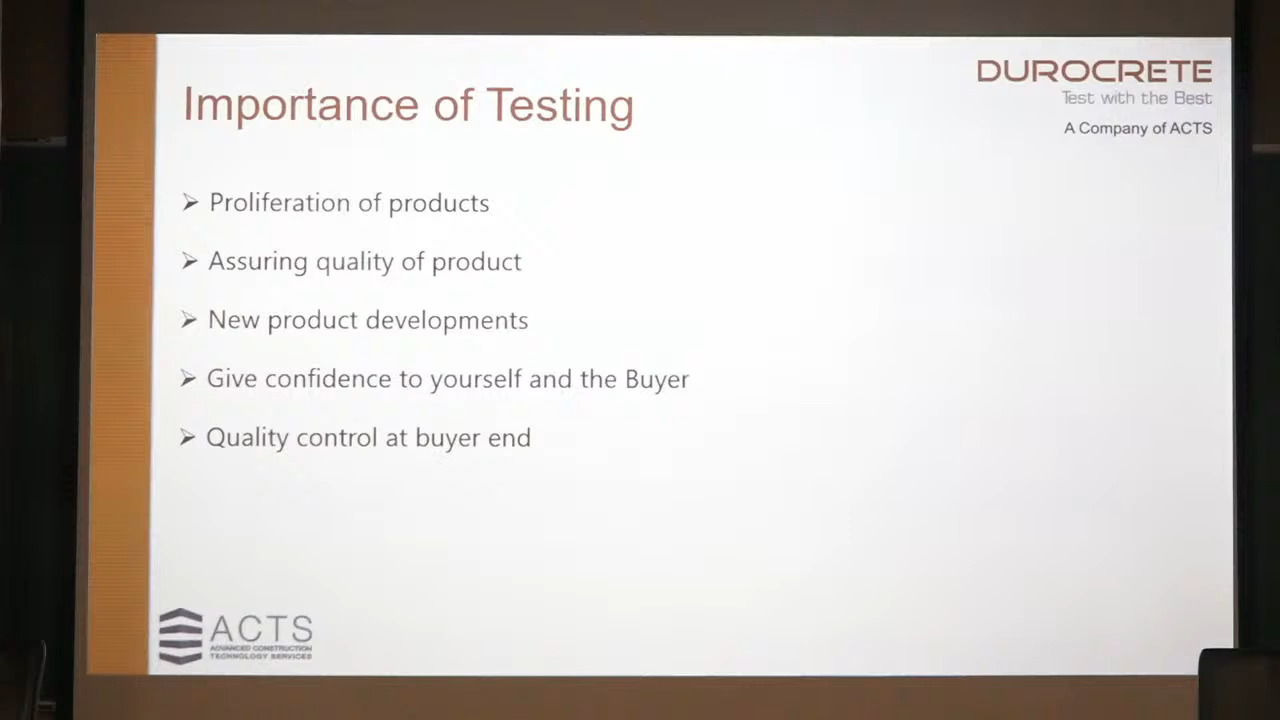 DUROCRETE
Test with the Best
A Company of ACTS
Importance of Testing
➢ Proliferation of products
➢ Assuring quality of product
➢ New product developments
➢ Give confidence to yourself and the Buyer
➢ Quality control at buyer end
ACTS
ADVANCED CONSTRUCTION
TECHNOLOGY SERVICES